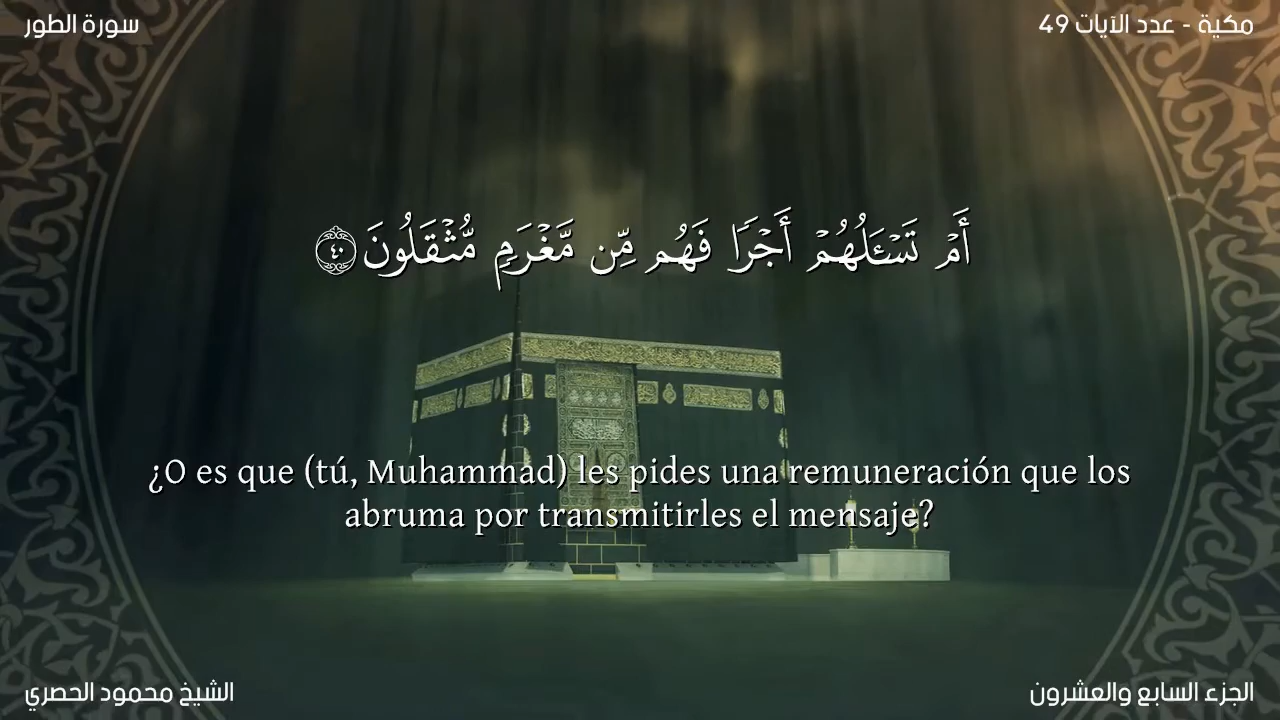 سورة الطور
مكية - عدد الآيات 49
أَمْ تَسْـَٔلُهُمْ أَجْرًا فَهُم مِّن مَّغْرَمٍ مُّثْقَلُونَ ٤٠
¿O es que (tú, Muhammad) les pides una remuneración que los
abruma por transmitirles el mensaje?
الشيخ محمود الحصري
الجزء السابع والعشرون